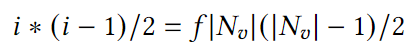 i ∗ (i − 1)/2 = f|N_v|(|N_v| − 1)/2